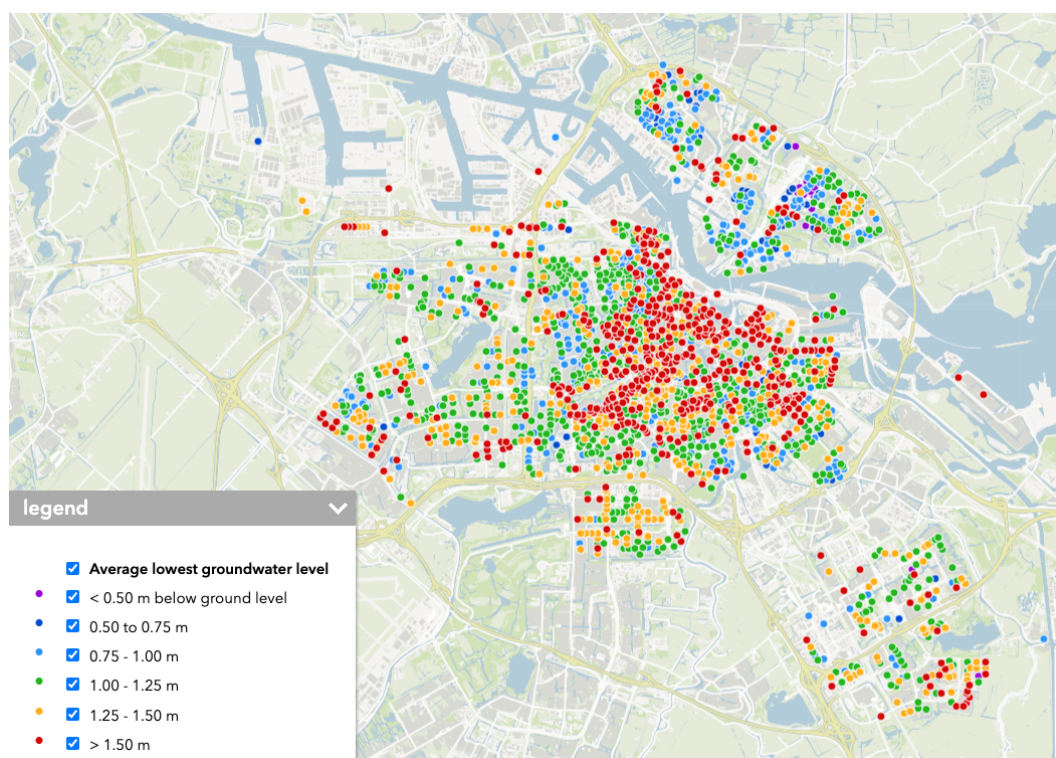 legend
Average lowest groundwater level
< 0.50 m below ground level
0.50 to 0.75 m
0.75 - 1.00 m
1.00 - 1.25 m
1.25 - 1.50 m
> 1.50 m